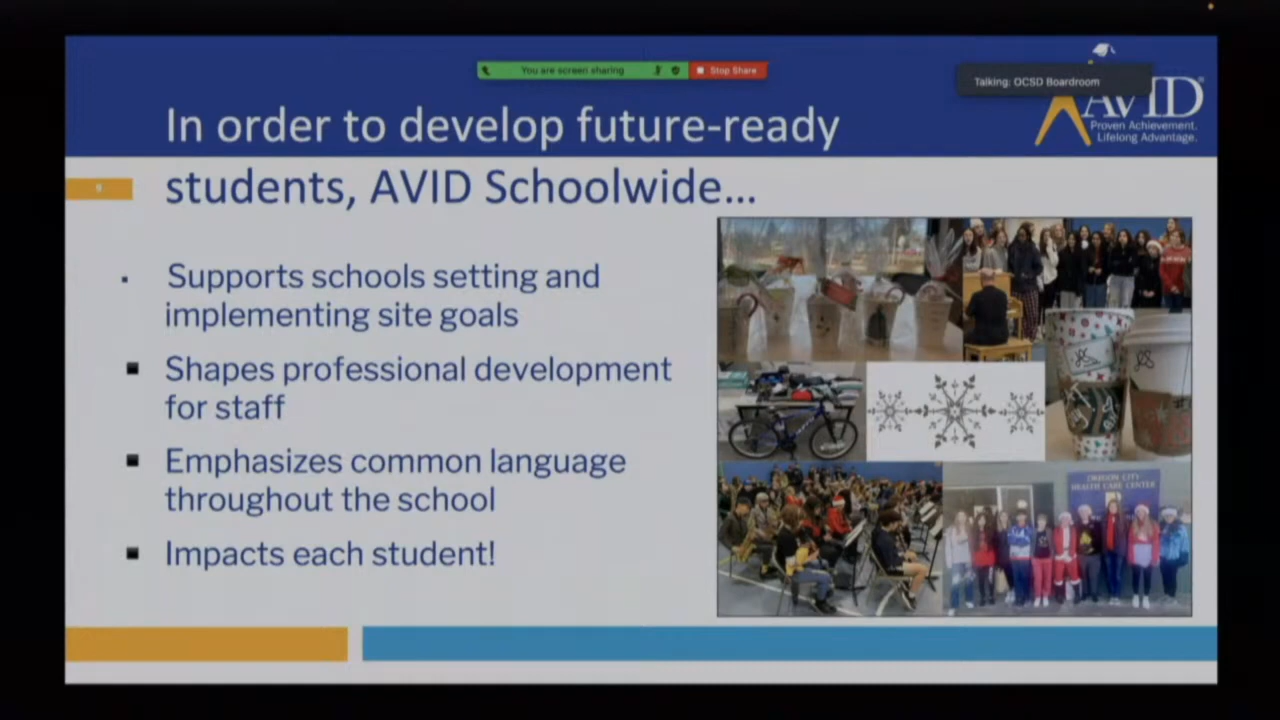 You are screen sharing
Stop Share
Talking: OCSD Boardroom
AVID
Proven Achievement.
Lifelong Advantage.
In order to develop future-ready
students, AVID Schoolwide...
9
Supports schools setting and
implementing site goals
Shapes professional development
for staff
Emphasizes common language
throughout the school
Impacts each student!
OREGON CITY
HEALTH CARE CENTER